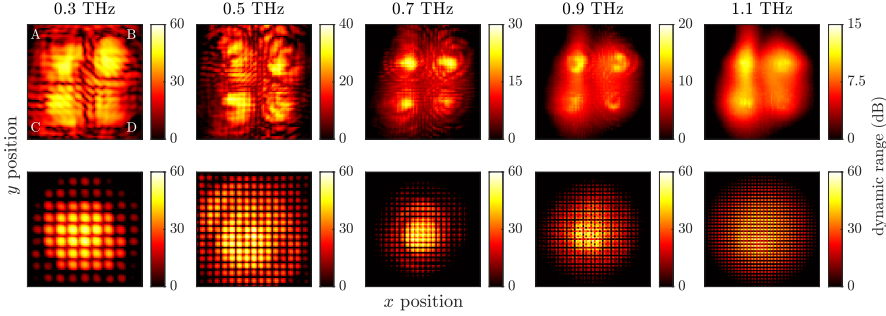 0.3 THz 0.5 THz 0.7 THz 0.9 THz 1.1 THz
A B
C D
60 30 0
40 20 0
30 15 0
20 10 0
15 7.5 0
60 30 0
60 30 0
60 30 0
60 30 0
60 30 0
y position
x position
dynamic range (dB)